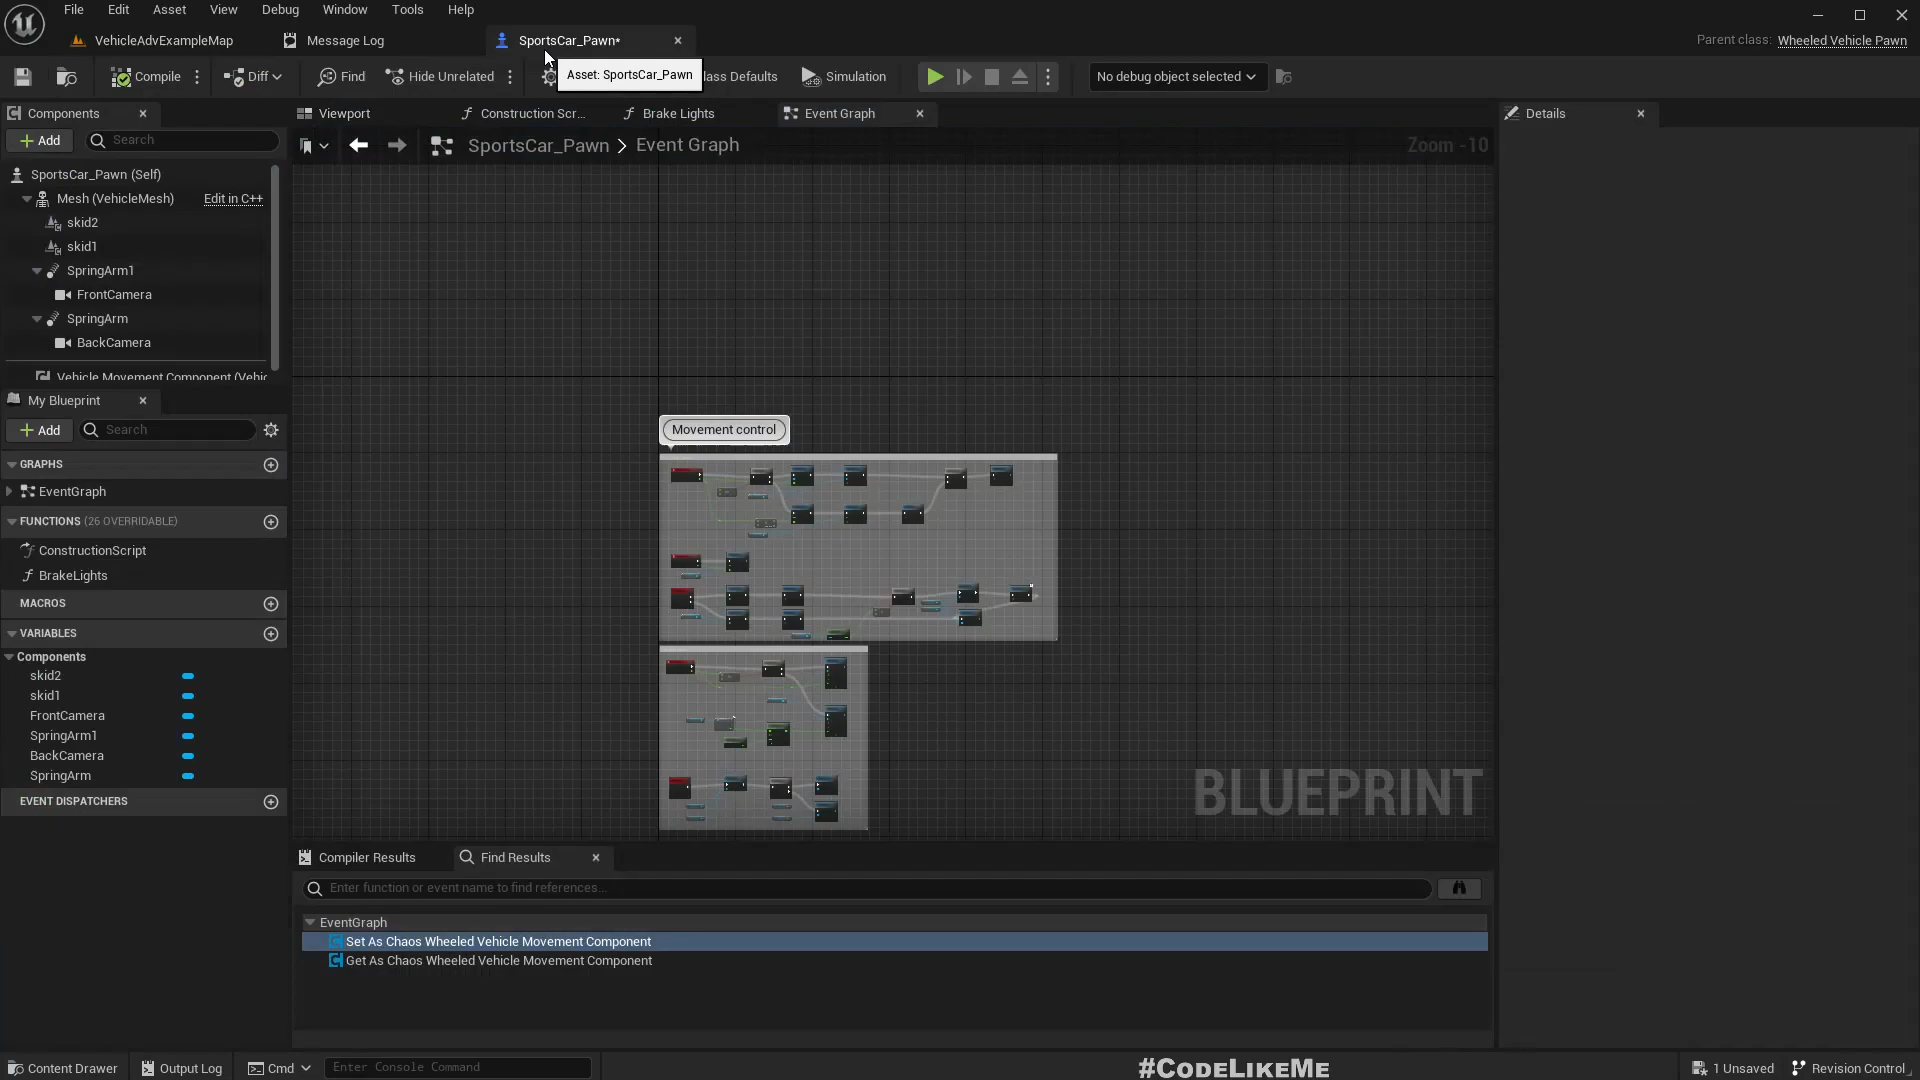 File Edit Asset View Debug Window Tools Help
VehicleAdvExampleMap Message Log SportsCar_Pawn*
Parent class: Wheeled Vehicle Pawn
Compile Diff Find Hide Unrelated Asset: SportsCar_Pawn lass Defaults Simulation No debug object selected
Components Viewport Construction Scr... Brake Lights Event Graph Details
Add Search
SportsCar_Pawn > Event Graph Zoom -10
SportsCar_Pawn (Self)
Mesh (VehicleMesh) Edit in C++
skid2
skid1
SpringArm1
FrontCamera
SpringArm
BackCamera
Vehicle Movement Component (Vehic
My Blueprint
Add Search
Movement control
GRAPHS
EventGraph
FUNCTIONS (26 OVERRIDABLE)
ConstructionScript
BrakeLights
MACROS
VARIABLES
Components
skid2
skid1
FrontCamera
SpringArm1
BackCamera
SpringArm
EVENT DISPATCHERS
BLUEPRINT
Compiler Results Find Results
Enter function or event name to find references...
EventGraph
Set As Chaos Wheeled Vehicle Movement Component
Get As Chaos Wheeled Vehicle Movement Component
Content Drawer Output Log Cmd Enter Console Command #CODELIKEME 1 Unsaved Revision Control